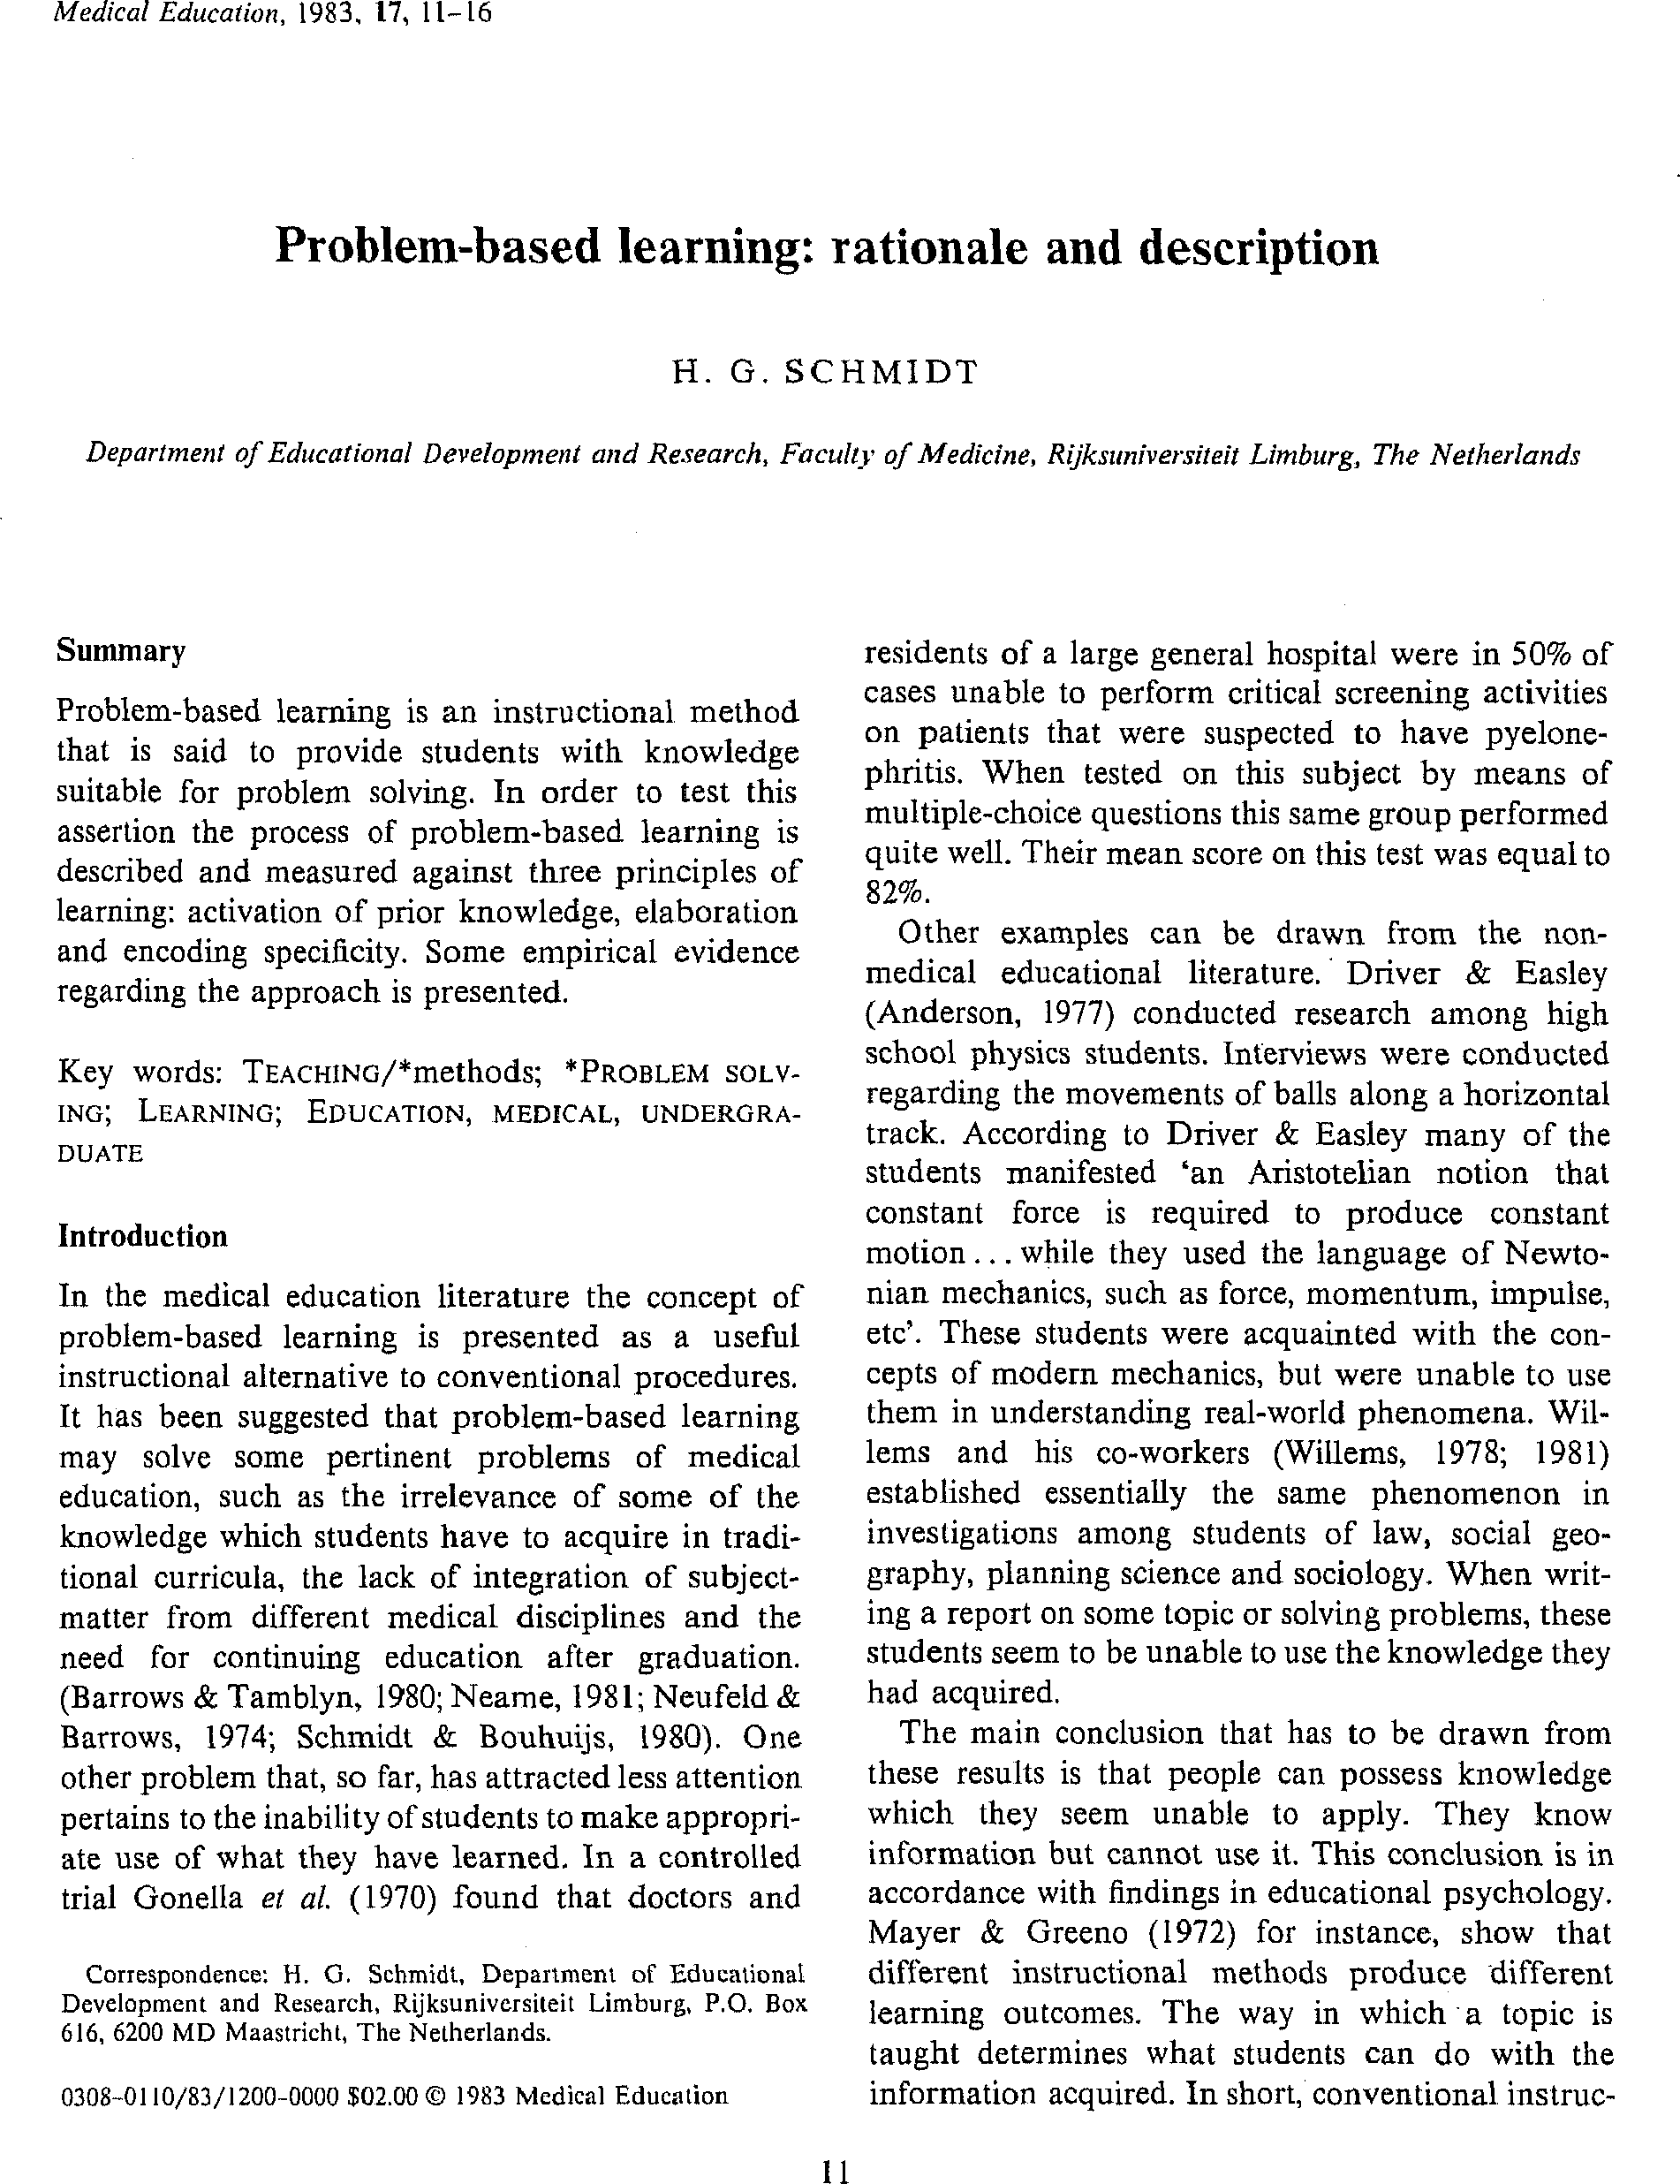 Medical Education, 1983, 17, 11–16
Problem-based learning: rationale and description
H. G. SCHMIDT
Department of Educational Development and Research, Faculty of Medicine, Rijksuniversiteit Limburg, The Netherlands
Summary
Problem-based learning is an instructional method
that is said to provide students with knowledge
suitable for problem solving. In order to test this
assertion the process of problem-based learning is
described and measured against three principles of
learning: activation of prior knowledge, elaboration
and encoding specificity. Some empirical evidence
regarding the approach is presented.
Key words: TEACHING/*methods; *PROBLEM SOLV-
ING; LEARNING; EDUCATION, MEDICAL, UNDERGRA-
DUATE
Introduction
In the medical education literature the concept of
problem-based learning is presented as a useful
instructional alternative to conventional procedures.
It has been suggested that problem-based learning
may solve some pertinent problems of medical
education, such as the irrelevance of some of the
knowledge which students have to acquire in tradi-
tional curricula, the lack of integration of subject-
matter from different medical disciplines and the
need for continuing education after graduation.
(Barrows & Tamblyn, 1980; Neame, 1981; Neufeld &
Barrows, 1974; Schmidt & Bouhuijs, 1980). One
other problem that, so far, has attracted less attention
pertains to the inability of students to make appropri-
ate use of what they have learned. In a controlled
trial Gonella et al. (1970) found that doctors and
Correspondence: H. G. Schmidt, Department of Educational
Development and Research, Rijksuniversiteit Limburg, P.O. Box
616, 6200 MD Maastricht, The Netherlands.
0308–0110/83/1200–0000 $02.00 © 1983 Medical Education
residents of a large general hospital were in 50% of
cases unable to perform critical screening activities
on patients that were suspected to have pyelone-
phritis. When tested on this subject by means of
multiple-choice questions this same group performed
quite well. Their mean score on this test was equal to
82%.
Other examples can be drawn from the non-
medical educational literature. Driver & Easley
(Anderson, 1977) conducted research among high
school physics students. Interviews were conducted
regarding the movements of balls along a horizontal
track. According to Driver & Easley many of the
students manifested ‘an Aristotelian notion that
constant force is required to produce constant
motion . . . while they used the language of Newto-
nian mechanics, such as force, momentum, impulse,
etc’. These students were acquainted with the con-
cepts of modern mechanics, but were unable to use
them in understanding real-world phenomena. Wil-
lems and his co-workers (Willems, 1978; 1981)
established essentially the same phenomenon in
investigations among students of law, social geo-
graphy, planning science and sociology. When writ-
ing a report on some topic or solving problems, these
students seem to be unable to use the knowledge they
had acquired.
The main conclusion that has to be drawn from
these results is that people can possess knowledge
which they seem unable to apply. They know
information but cannot use it. This conclusion is in
accordance with findings in educational psychology.
Mayer & Greeno (1972) for instance, show that
different instructional methods produce different
learning outcomes. The way in which a topic is
taught determines what students can do with the
information acquired. In short, conventional instruc-
11